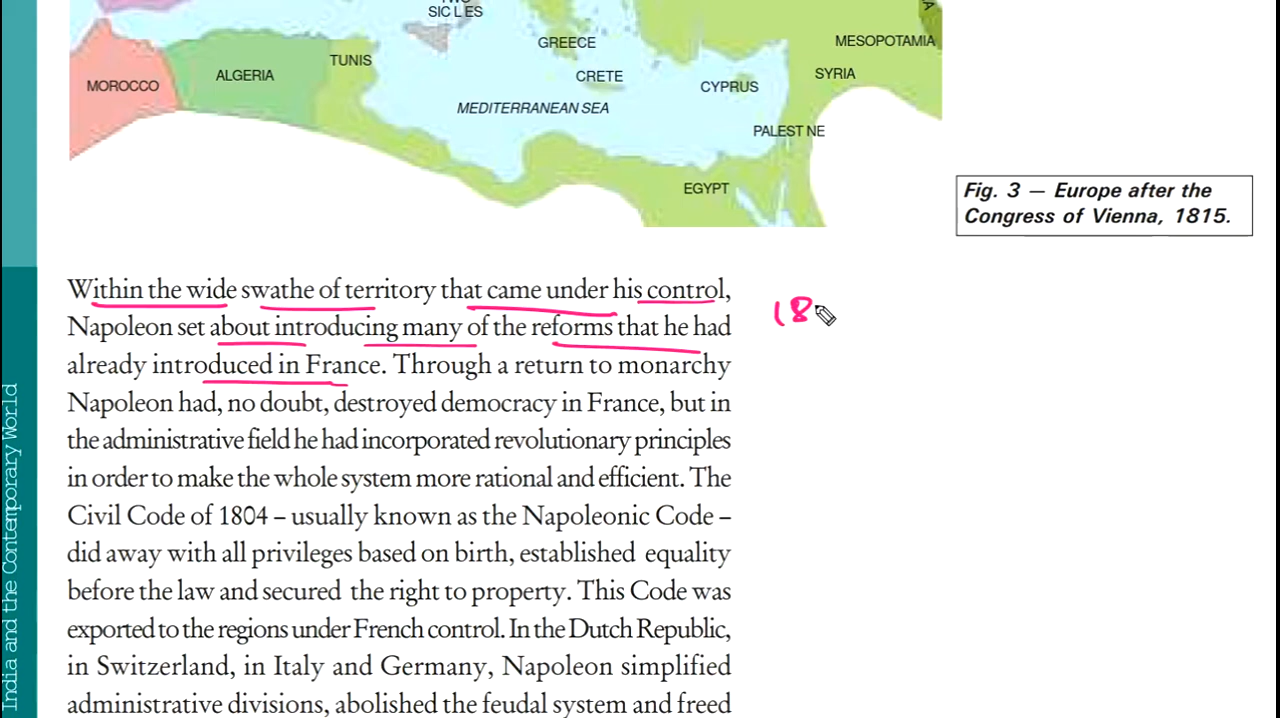 TWO
SIC L ES
GREECE
MESOPOTAMIA
TUNIS
ALGERIA
CRETE
SYRIA
MOROCCO
CYPRUS
MEDITERRANEAN SEA
PALEST NE
EGYPT
Fig. 3 — Europe after the
Congress of Vienna, 1815.
Within the wide swathe of territory that came under his control,
Napoleon set about introducing many of the reforms that he had
already introduced in France. Through a return to monarchy
Napoleon had, no doubt, destroyed democracy in France, but in
the administrative field he had incorporated revolutionary principles
in order to make the whole system more rational and efficient. The
Civil Code of 1804 – usually known as the Napoleonic Code –
did away with all privileges based on birth, established equality
before the law and secured the right to property. This Code was
exported to the regions under French control. In the Dutch Republic,
in Switzerland, in Italy and Germany, Napoleon simplified
administrative divisions, abolished the feudal system and freed
18
India and the Contemporary World